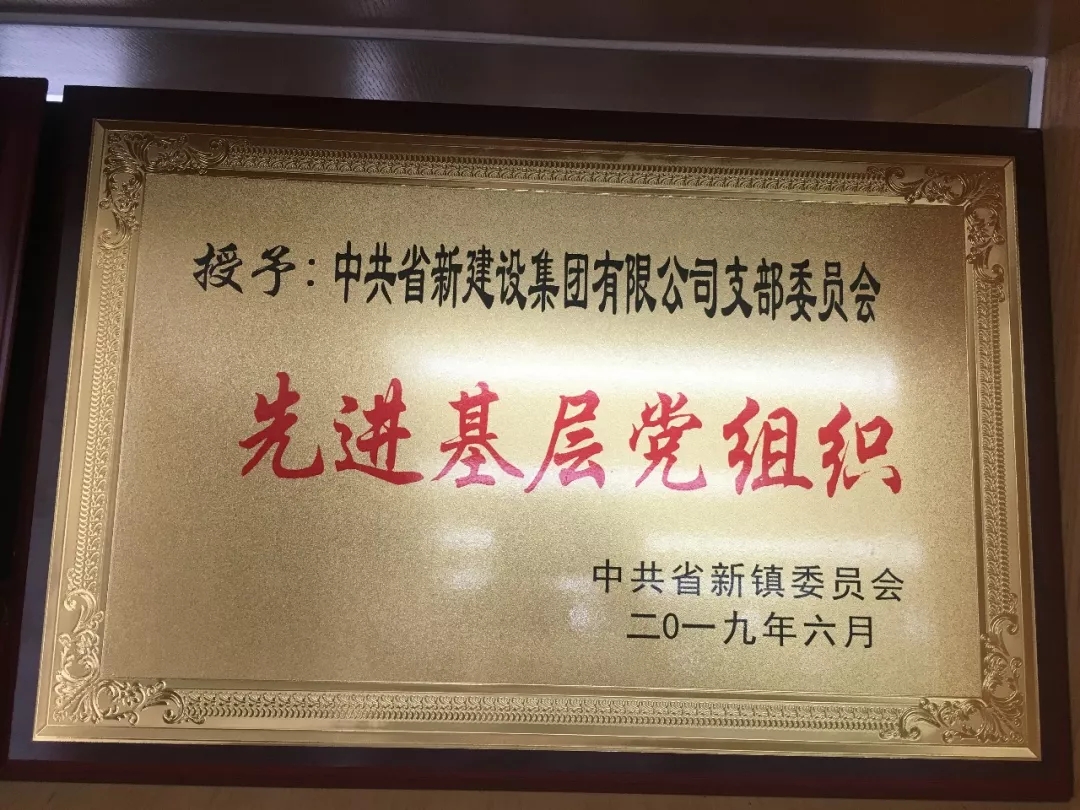 授予：中共省新建设集团有限公司支部委员会
先进基层党组织
中共省新镇委员会
二0一九年六月